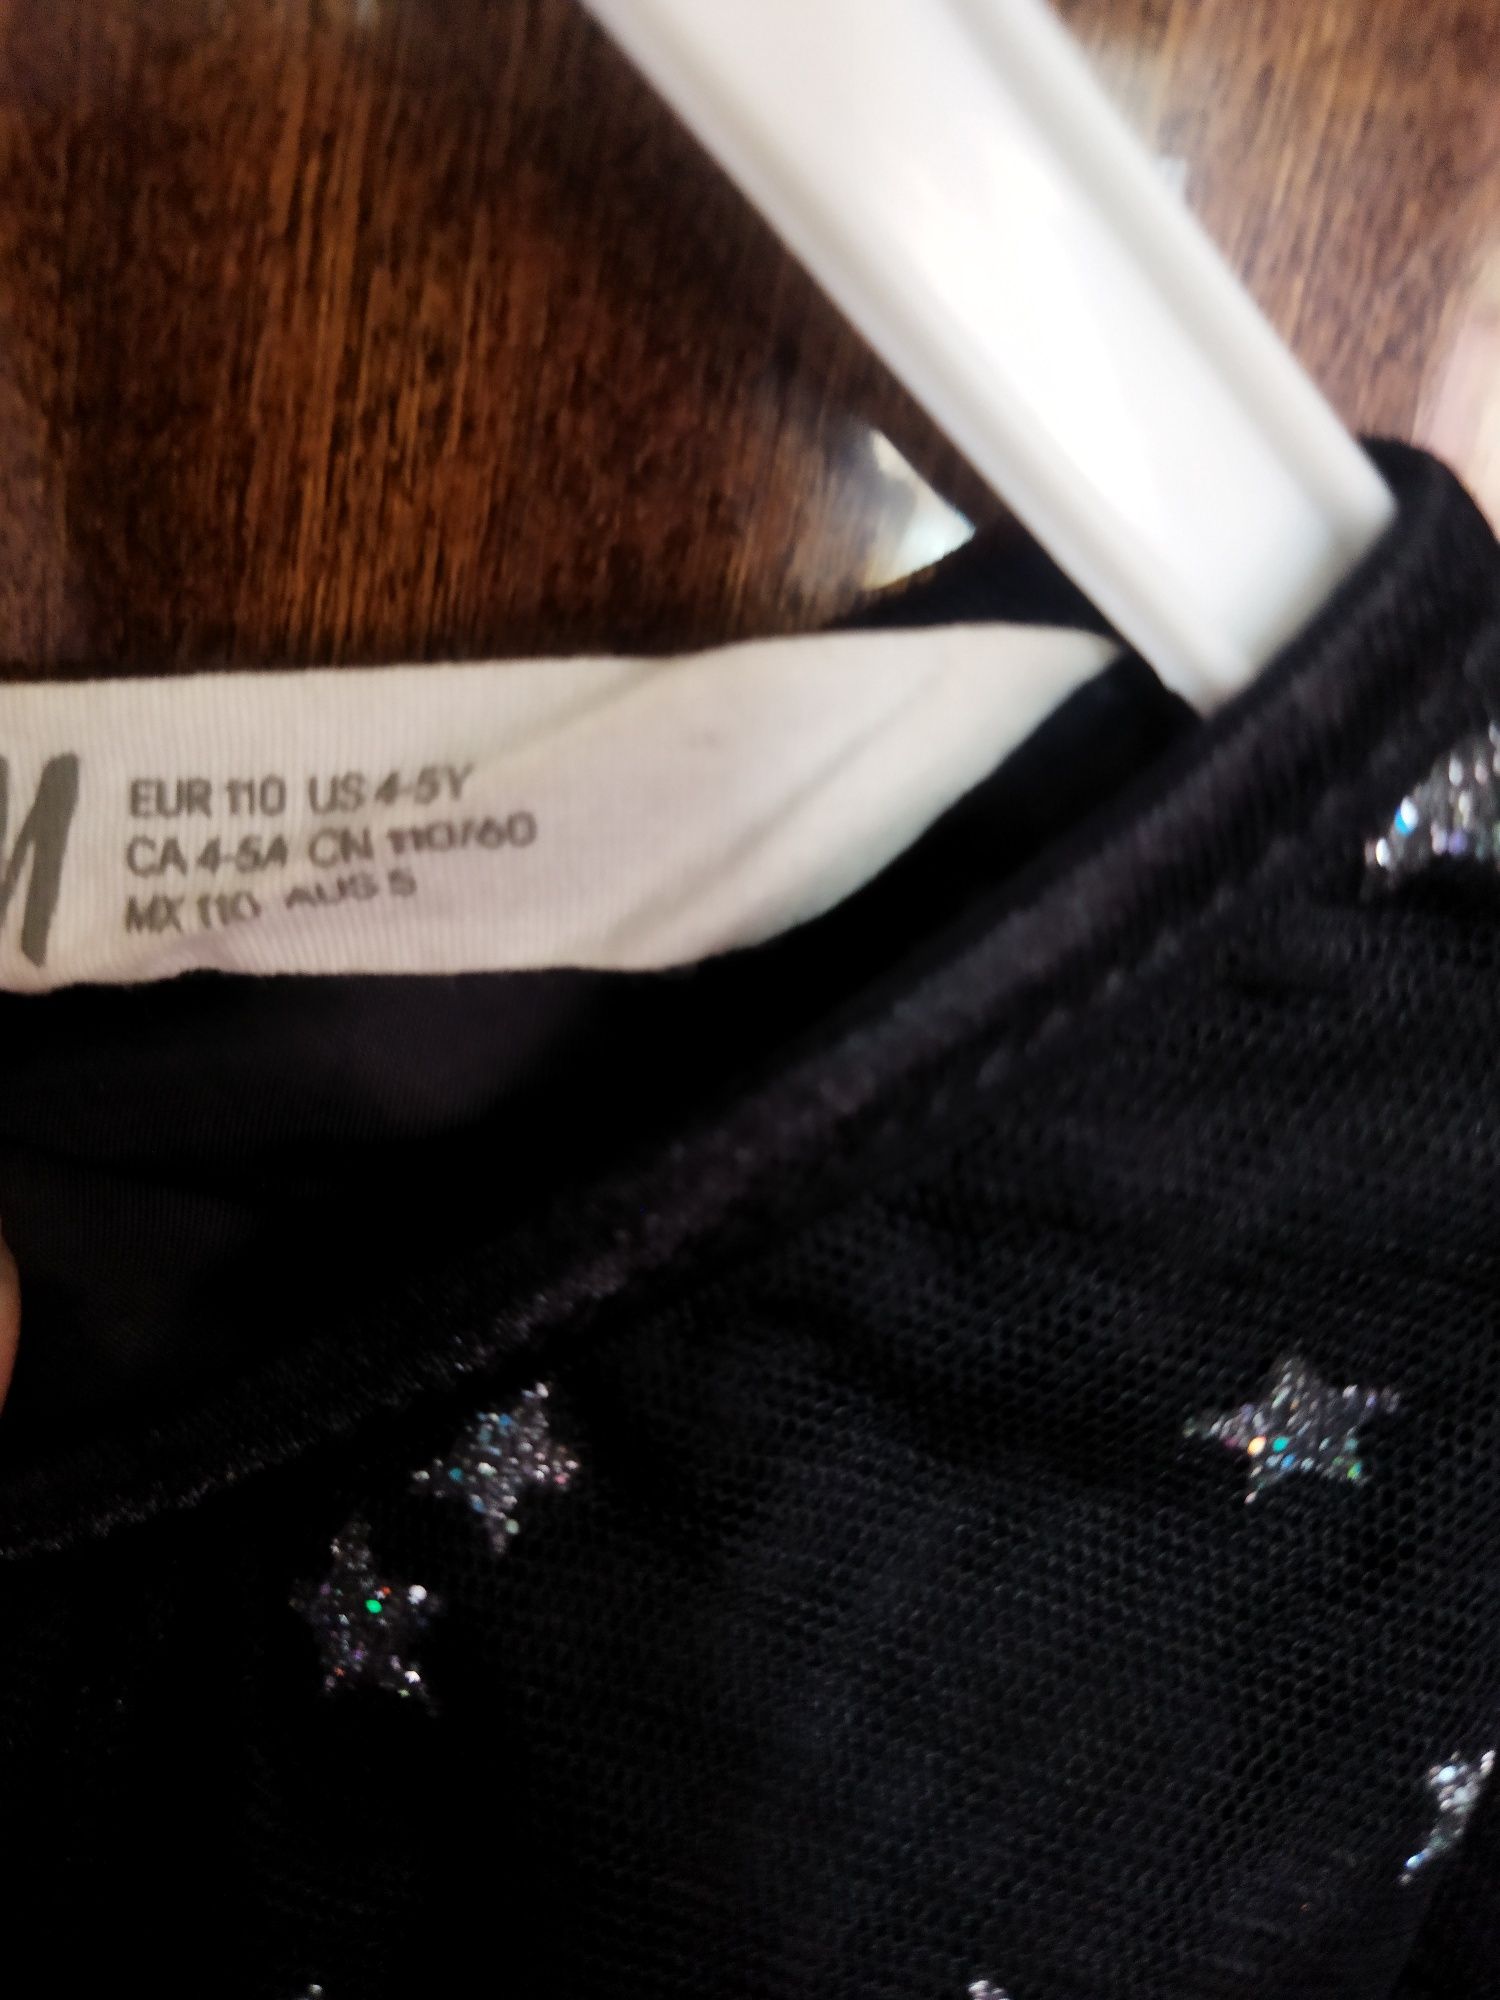 M
EUR 110 US 4-5Y
CA 4-5A CN 110/60
MX 110 AUS 5